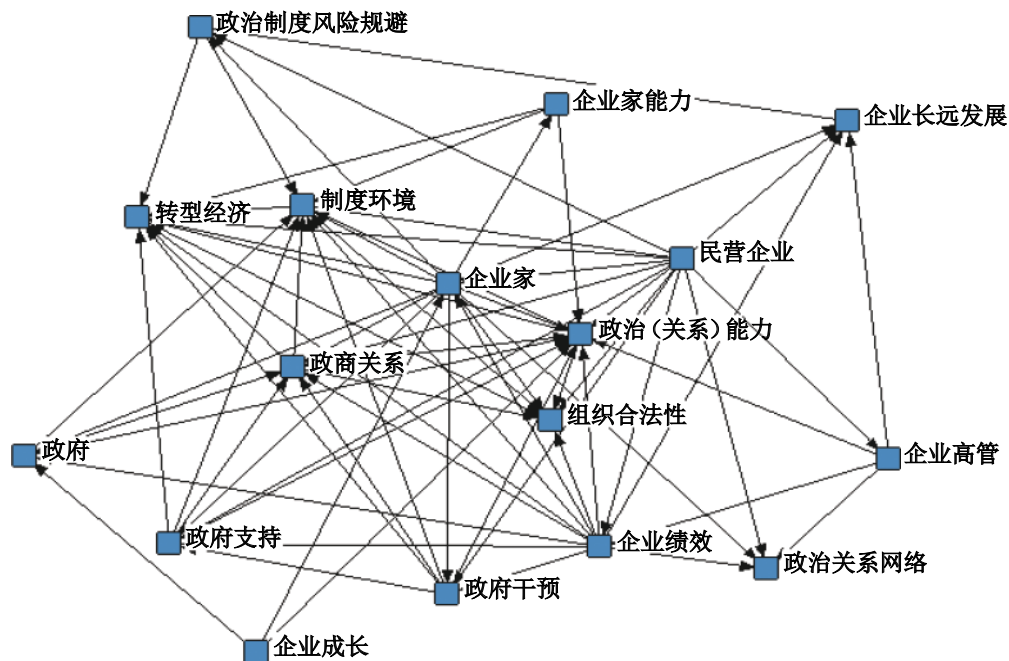 政治制度风险规避
企业家能力
企业长远发展
制度环境
转型经济
民营企业
企业家
政治（关系）能力
政商关系
组织合法性
政府
企业高管
政府支持
企业绩效
政治关系网络
政府干预
企业成长